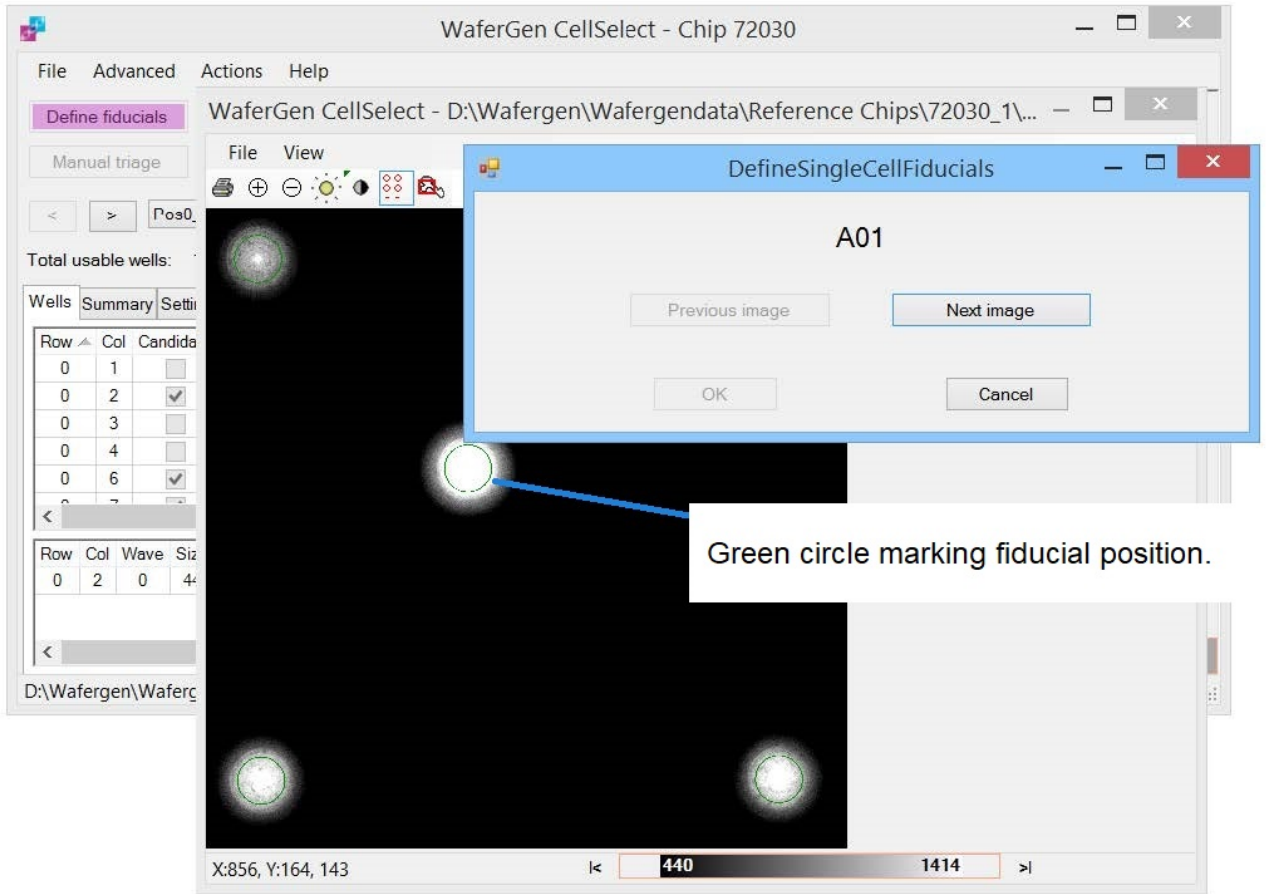 WaferGen CellSelect - Chip 72030
File Advanced Actions Help
Define fiducials
WaferGen CellSelect - D:\Wafergen\Wafergendata\Reference Chips\72030_1\...
Manual triage
File View
DefineSingleCellFiducials
< > Pos0_
A01
Total usable wells:
Previous image Next image
Wells Summary Settin
Row Col Candida
0 1
0 2
0 3
0 4
0 6
OK Cancel
Row Col Wave Siz
0 2 0 44
Green circle marking fiducial position.
D:\Wafergen\Waferg
X:856, Y:164, 143
|< 440 1414 >|